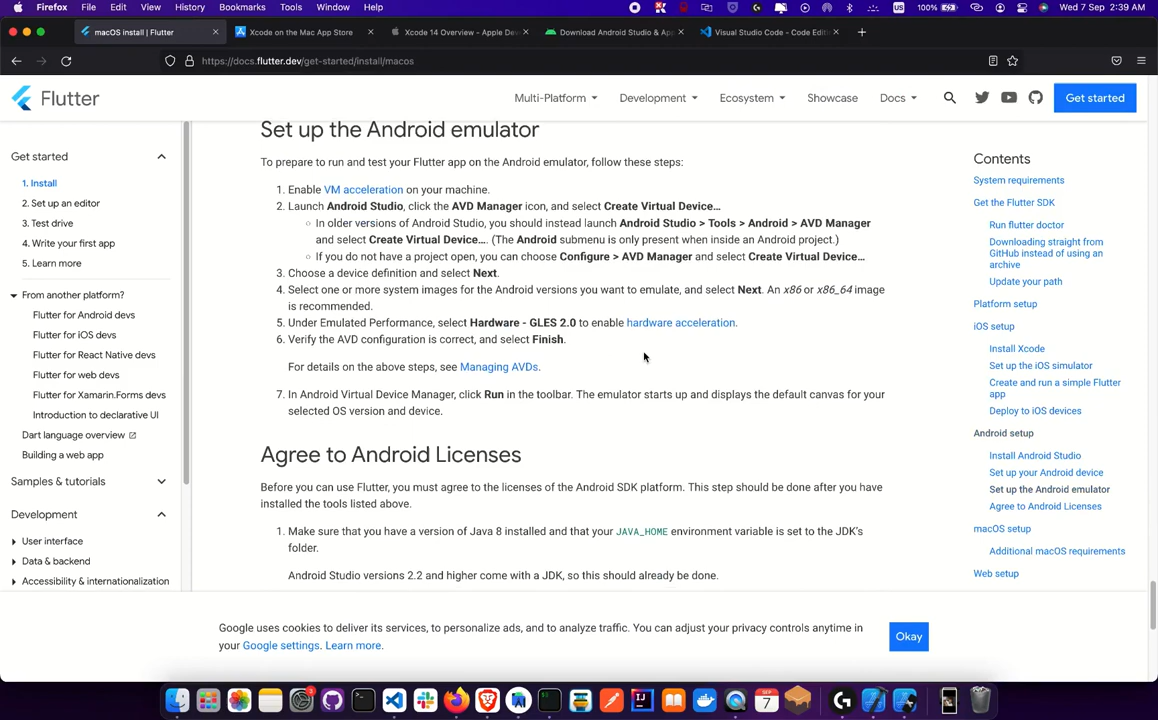 Firefox File Edit View History Bookmarks Tools Window Help 100% Wed 7 Sep 2:39 AM
macOS install | Flutter Xcode on the Mac App Store Xcode 14 Overview - Apple Dev Download Android Studio & App Visual Studio Code - Code Edit
https://docs.flutter.dev/get-started/install/macos
Flutter
Multi-Platform Development Ecosystem Showcase Docs Get started
Get started
1. Install
2. Set up an editor
3. Test drive
4. Write your first app
5. Learn more
From another platform?
Flutter for Android devs
Flutter for iOS devs
Flutter for React Native devs
Flutter for web devs
Flutter for Xamarin.Forms devs
Introduction to declarative UI
Dart language overview
Building a web app
Samples & tutorials
Development
User interface
Data & backend
Accessibility & internationalization
Set up the Android emulator
To prepare to run and test your Flutter app on the Android emulator, follow these steps:
1. Enable VM acceleration on your machine.
2. Launch Android Studio, click the AVD Manager icon, and select Create Virtual Device…
In older versions of Android Studio, you should instead launch Android Studio > Tools > Android > AVD Manager
and select Create Virtual Device…. (The Android submenu is only present when inside an Android project.)
If you do not have a project open, you can choose Configure > AVD Manager and select Create Virtual Device…
3. Choose a device definition and select Next.
4. Select one or more system images for the Android versions you want to emulate, and select Next. An x86 or x86_64 image
is recommended.
5. Under Emulated Performance, select Hardware - GLES 2.0 to enable hardware acceleration.
6. Verify the AVD configuration is correct, and select Finish.
For details on the above steps, see Managing AVDs.
7. In Android Virtual Device Manager, click Run in the toolbar. The emulator starts up and displays the default canvas for your
selected OS version and device.
Agree to Android Licenses
Before you can use Flutter, you must agree to the licenses of the Android SDK platform. This step should be done after you have
installed the tools listed above.
1. Make sure that you have a version of Java 8 installed and that your JAVA_HOME environment variable is set to the JDK's
folder.
Android Studio versions 2.2 and higher come with a JDK, so this should already be done.
Contents
System requirements
Get the Flutter SDK
Run flutter doctor
Downloading straight from
GitHub instead of using an
archive
Update your path
Platform setup
iOS setup
Install Xcode
Set up the iOS simulator
Create and run a simple Flutter
app
Deploy to iOS devices
Android setup
Install Android Studio
Set up your Android device
Set up the Android emulator
Agree to Android Licenses
macOS setup
Additional macOS requirements
Web setup
Google uses cookies to deliver its services, to personalize ads, and to analyze traffic. You can adjust your privacy controls anytime in
your Google settings. Learn more.
Okay